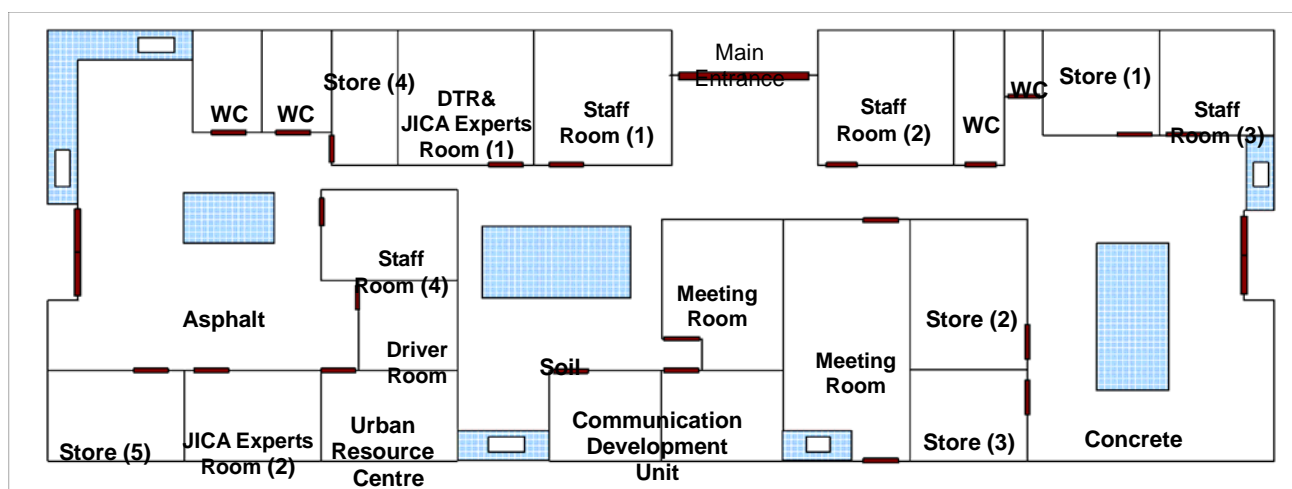 Main
Entrance
Store (4)
WC
WC
DTR&
JICA Experts
Room (1)
Staff
Room (1)
Staff
Room (2)
WC
WC
Store (1)
Staff
Room (3)
Staff
Room (4)
Asphalt
Driver
Room
Soil
Meeting
Room
Meeting
Room
Store (2)
Store (5)
JICA Experts
Room (2)
Urban
Resource
Centre
Communication
Development
Unit
Store (3)
Concrete